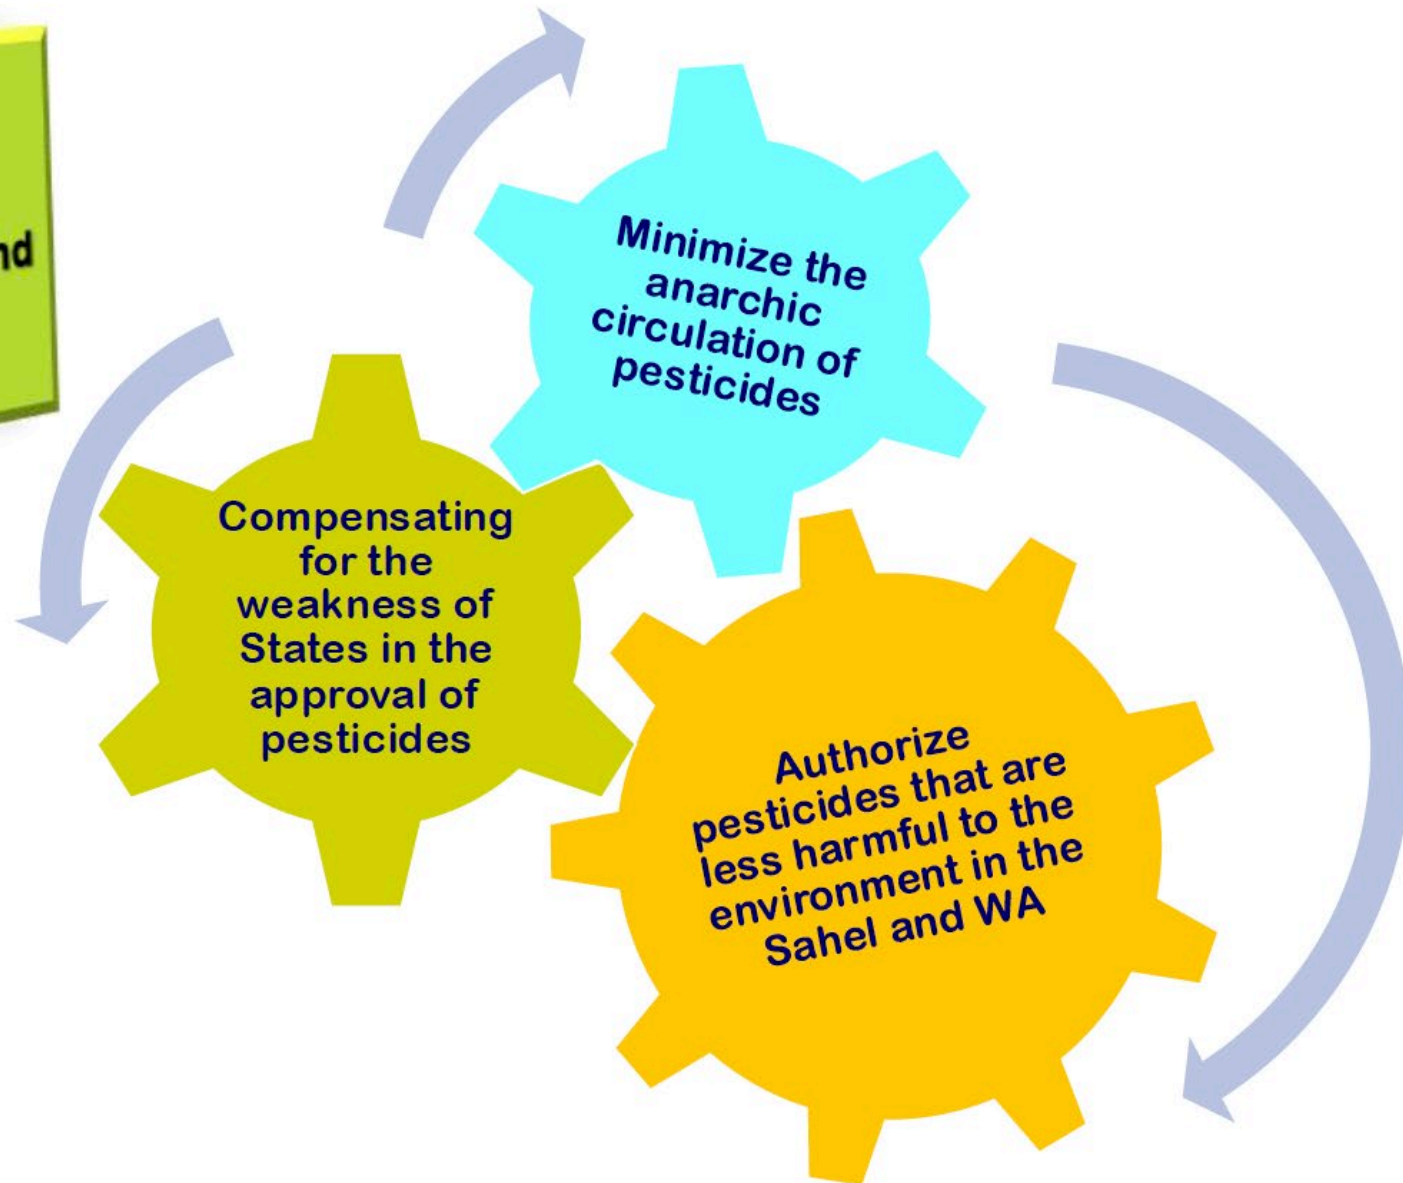 nd
Minimize the
anarchic
circulation of
pesticides
Compensating
for the
weakness of
States in the
approval of
pesticides
Authorize
pesticides that are
less harmful to the
environment in the
Sahel and WA